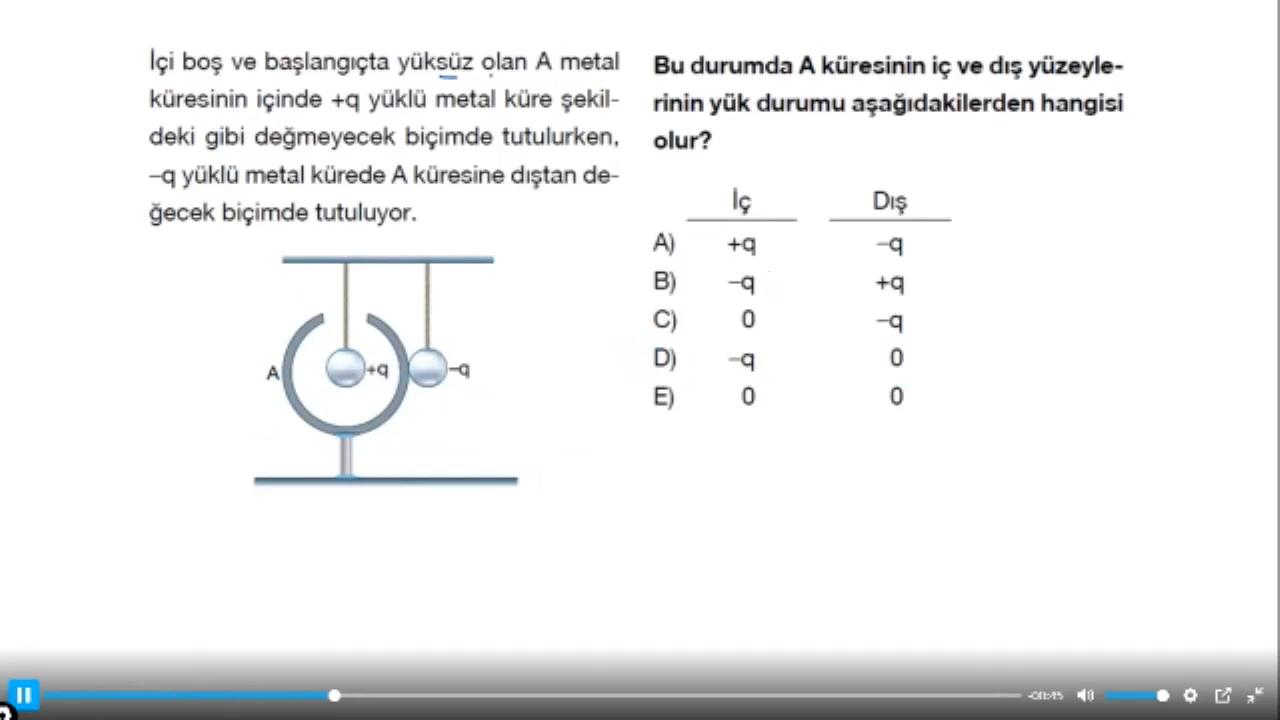 İçi boş ve başlangıçta yüksüz olan A metal
küresinin içinde +q yüklü metal küre şekil-
deki gibi değmeyecek biçimde tutulurken,
–q yüklü metal kürede A küresine dıştan de-
ğecek biçimde tutuluyor.
A
+q
–q
Bu durumda A küresinin iç ve dış yüzeyle-
rinin yük durumu aşağıdakilerden hangisi
olur?
İç Dış
A) +q –q
B) –q +q
C) 0 –q
D) –q 0
E) 0 0